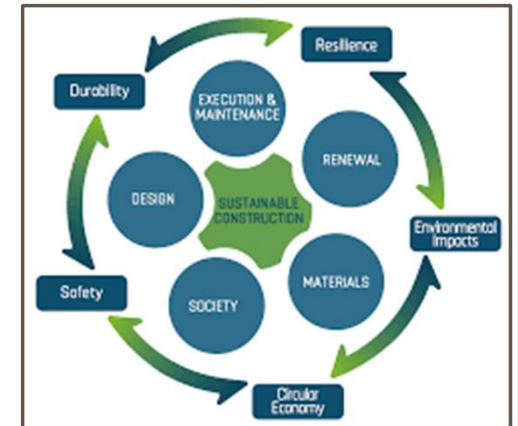 Resilience
Durability
EXECUTION &
MAINTENANCE
RENEWAL
DESIGN
SUSTAINABLE
CONSTRUCTION
Environmental
Impacts
MATERIALS
Safety
SOCIETY
Circular
Economy